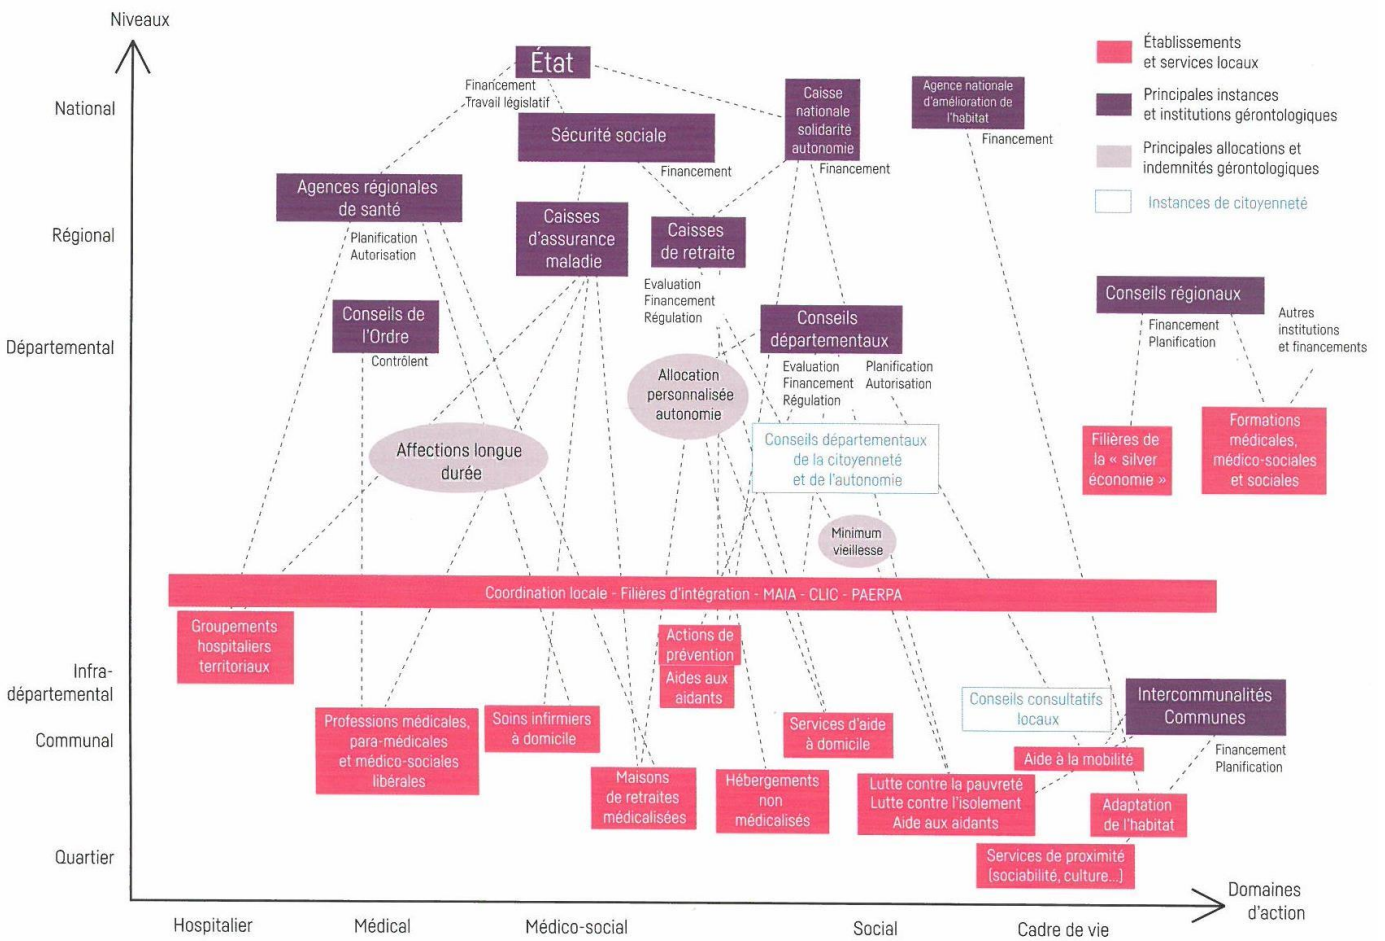 Niveaux
État
Financement
Travail législatif
National
Sécurité sociale
Financement
Caisse
nationale
solidarité
autonomie
Financement
Agence nationale
d'amélioration de
l'habitat
Financement
Établissements
et services locaux
Principales instances
et institutions gérontologiques
Principales allocations et
indemnités gérontologiques
Instances de citoyenneté
Agences régionales
de santé
Planification
Autorisation
Régional
Caisses
d'assurance
maladie
Caisses
de retraite
Evaluation
Financement
Régulation
Conseils régionaux
Financement
Planification
Autres
institutions
et financements
Départemental
Conseils de
l'Ordre
Contrôlent
Conseils
départementaux
Evaluation
Financement
Régulation
Planification
Autorisation
Allocation
personnalisée
autonomie
Affections longue
durée
Conseils départementaux
de la citoyenneté
et de l'autonomie
Filières de
la « silver
économie »
Formations
médicales,
médico-sociales
et sociales
Minimum
vieillesse
Coordination locale - Filières d'intégration - MAIA - CLIC - PAERPA
Groupements
hospitaliers
territoriaux
Actions de
prévention
Aides aux
aidants
Infra-
départemental
Communal
Professions médicales,
para-médicales
et médico-sociales
libérales
Soins infirmiers
à domicile
Services d'aide
à domicile
Conseils consultatifs
locaux
Intercommunalités
Communes
Financement
Planification
Aide à la mobilité
Maisons
de retraites
médicalisées
Hébergements
non
médicalisés
Lutte contre la pauvreté
Lutte contre l'isolement
Aide aux aidants
Adaptation
de l'habitat
Quartier
Services de proximité
(sociabilité, culture...)
Domaines
d'action
Hospitalier
Médical
Médico-social
Social
Cadre de vie